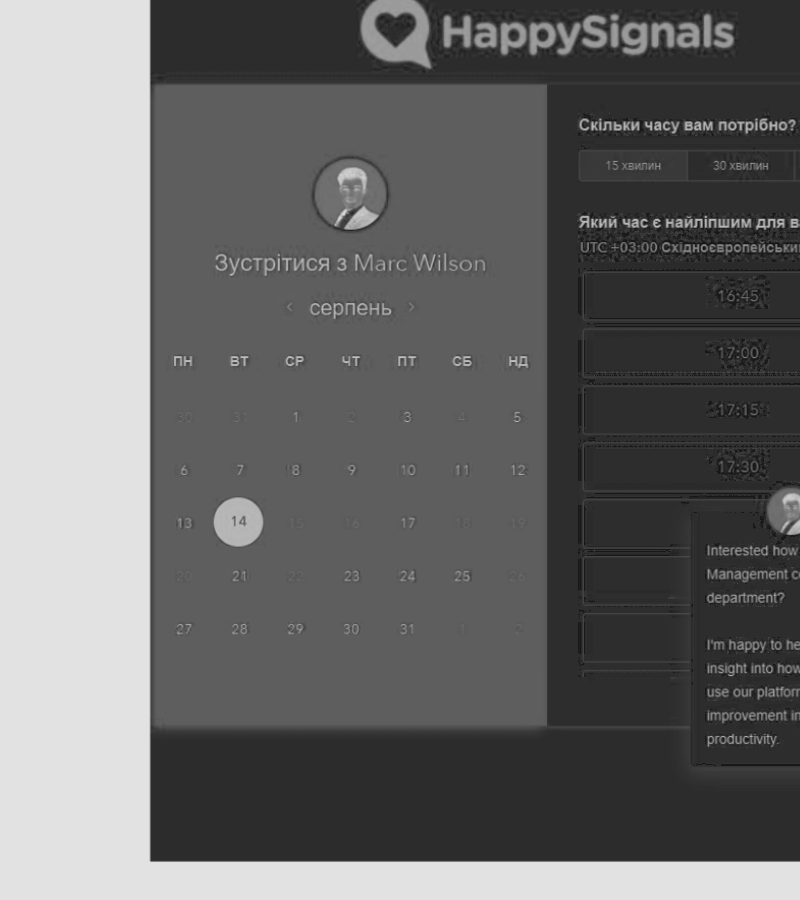 HappySignals
Зустрітися з Marc Wilson
< серпень >
ПН ВТ СР ЧТ ПТ СБ НД
30 31 1 2 3 4 5
6 7 8 9 10 11 12
13 14 15 16 17 18 19
20 21 22 23 24 25 26
27 28 29 30 31 1 2
Скільки часу вам потрібно?
15 хвилин 30 хвилин
Який час є найліпшим для в
UTC +03:00 Східноєвропейськи
16:45
17:00
17:15
17:30
Interested how
Management c
department?
I'm happy to he
insight into how
use our platfor
improvement in
productivity.